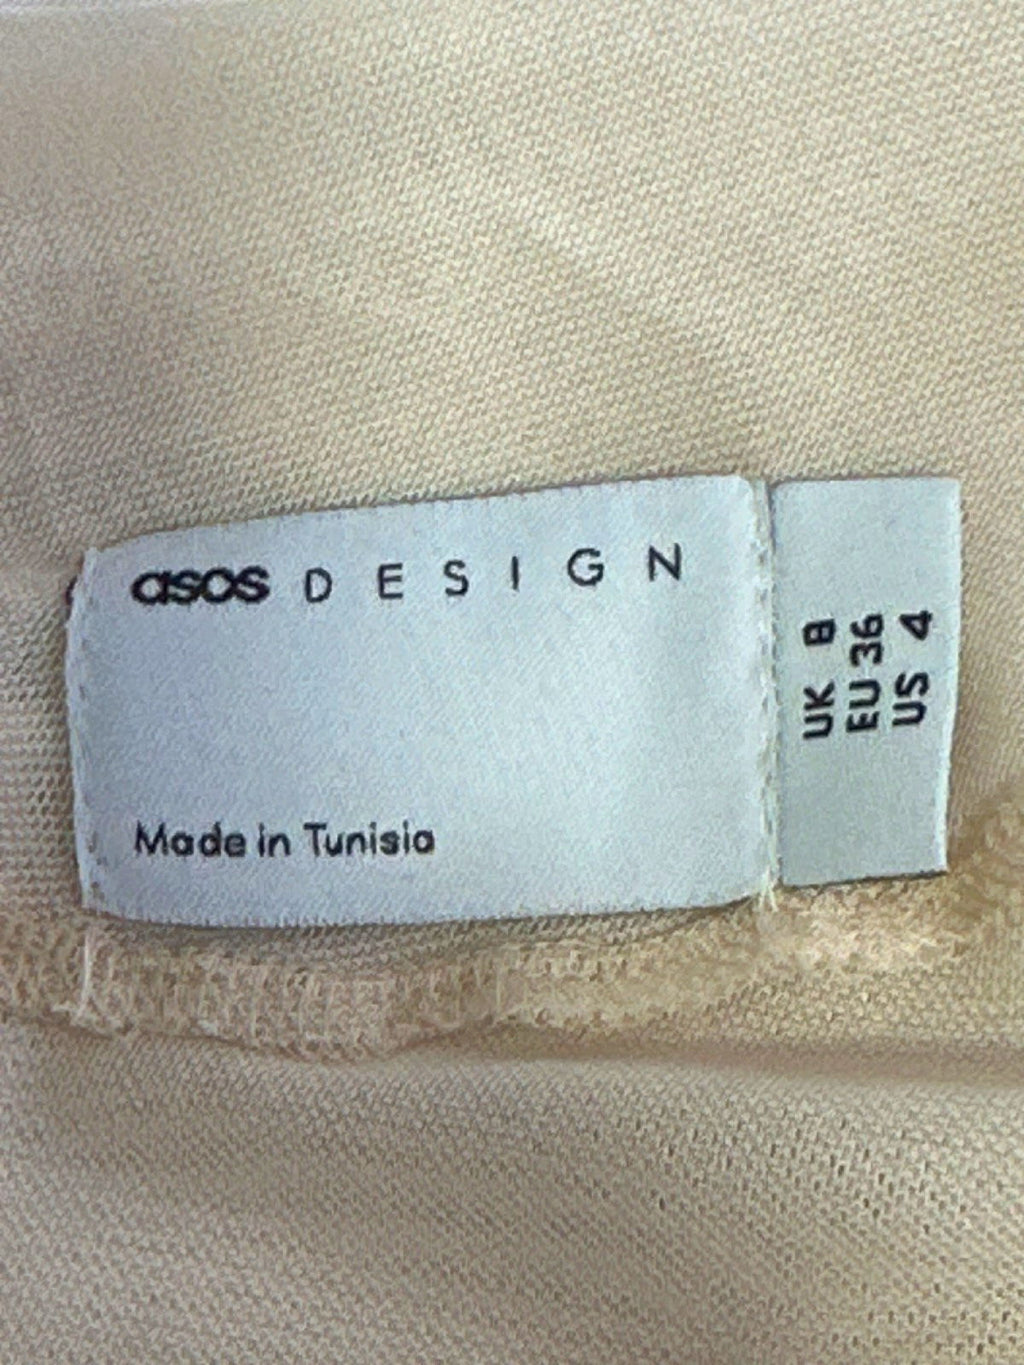 asos DESIGN
Made in Tunisia
UK 8
EU 36
US 4